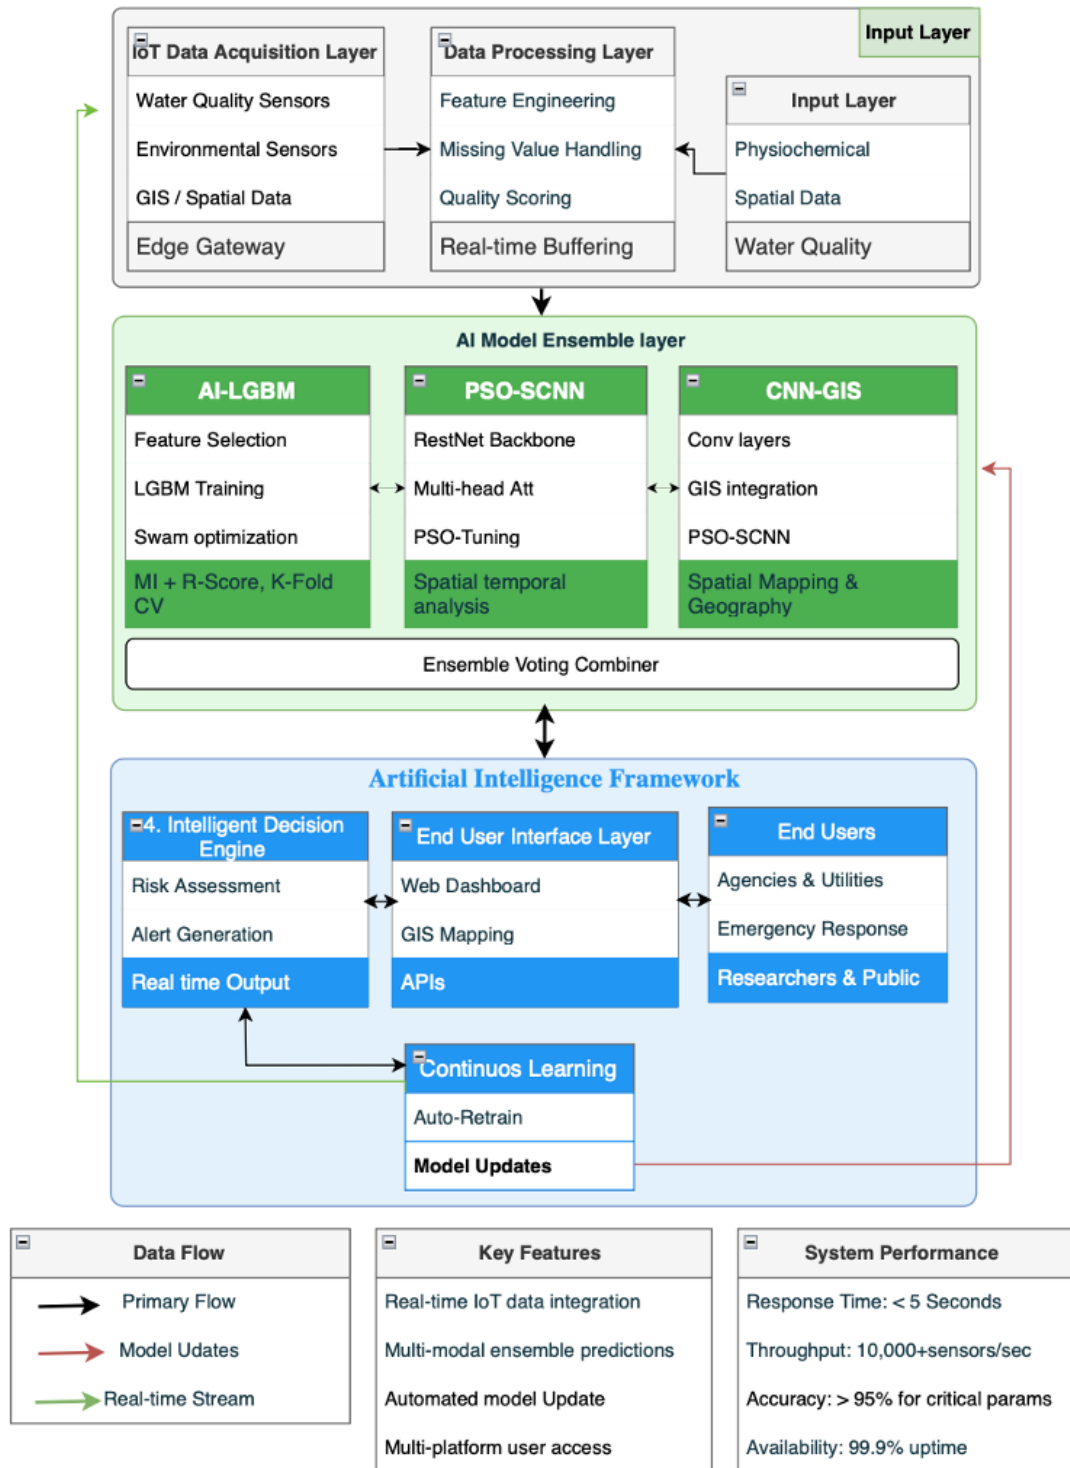 Input Layer
IoT Data Acquisition Layer
Water Quality Sensors
Environmental Sensors
GIS / Spatial Data
Edge Gateway
Data Processing Layer
Feature Engineering
Missing Value Handling
Quality Scoring
Real-time Buffering
Input Layer
Physiochemical
Spatial Data
Water Quality
AI Model Ensemble layer
AI-LGBM
Feature Selection
LGBM Training
Swam optimization
MI + R-Score, K-Fold
CV
PSO-SCNN
RestNet Backbone
Multi-head Att
PSO-Tuning
Spatial temporal
analysis
CNN-GIS
Conv layers
GIS integration
PSO-SCNN
Spatial Mapping &
Geography
Ensemble Voting Combiner
Artificial Intelligence Framework
4. Intelligent Decision
Engine
Risk Assessment
Alert Generation
Real time Output
End User Interface Layer
Web Dashboard
GIS Mapping
APIs
End Users
Agencies & Utilities
Emergency Response
Researchers & Public
Continuos Learning
Auto-Retrain
Model Updates
Data Flow
Primary Flow
Model Udates
Real-time Stream
Key Features
Real-time IoT data integration
Multi-modal ensemble predictions
Automated model Update
Multi-platform user access
System Performance
Response Time: < 5 Seconds
Throughput: 10,000+sensors/sec
Accuracy: > 95% for critical params
Availability: 99.9% uptime